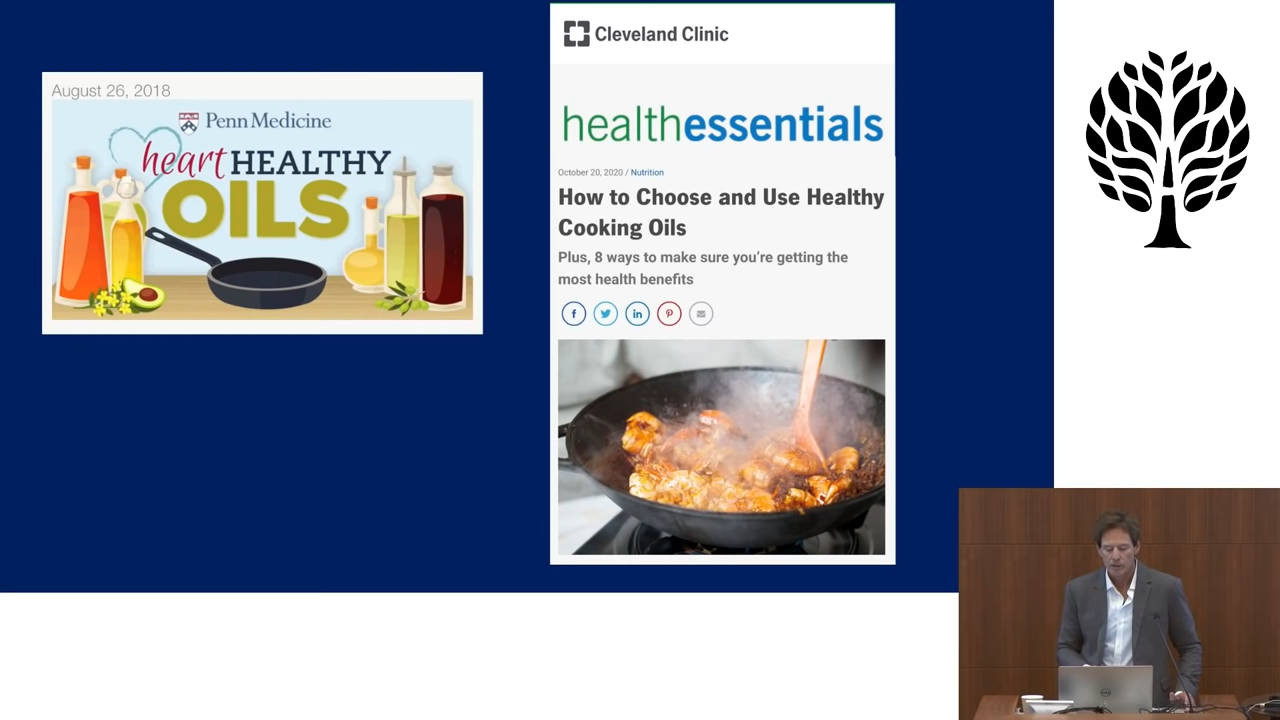 August 26, 2018
Penn Medicine
heart HEALTHY
OILS
Cleveland Clinic
healthessentials
October 20, 2020 / Nutrition
How to Choose and Use Healthy
Cooking Oils
Plus, 8 ways to make sure you're getting the
most health benefits